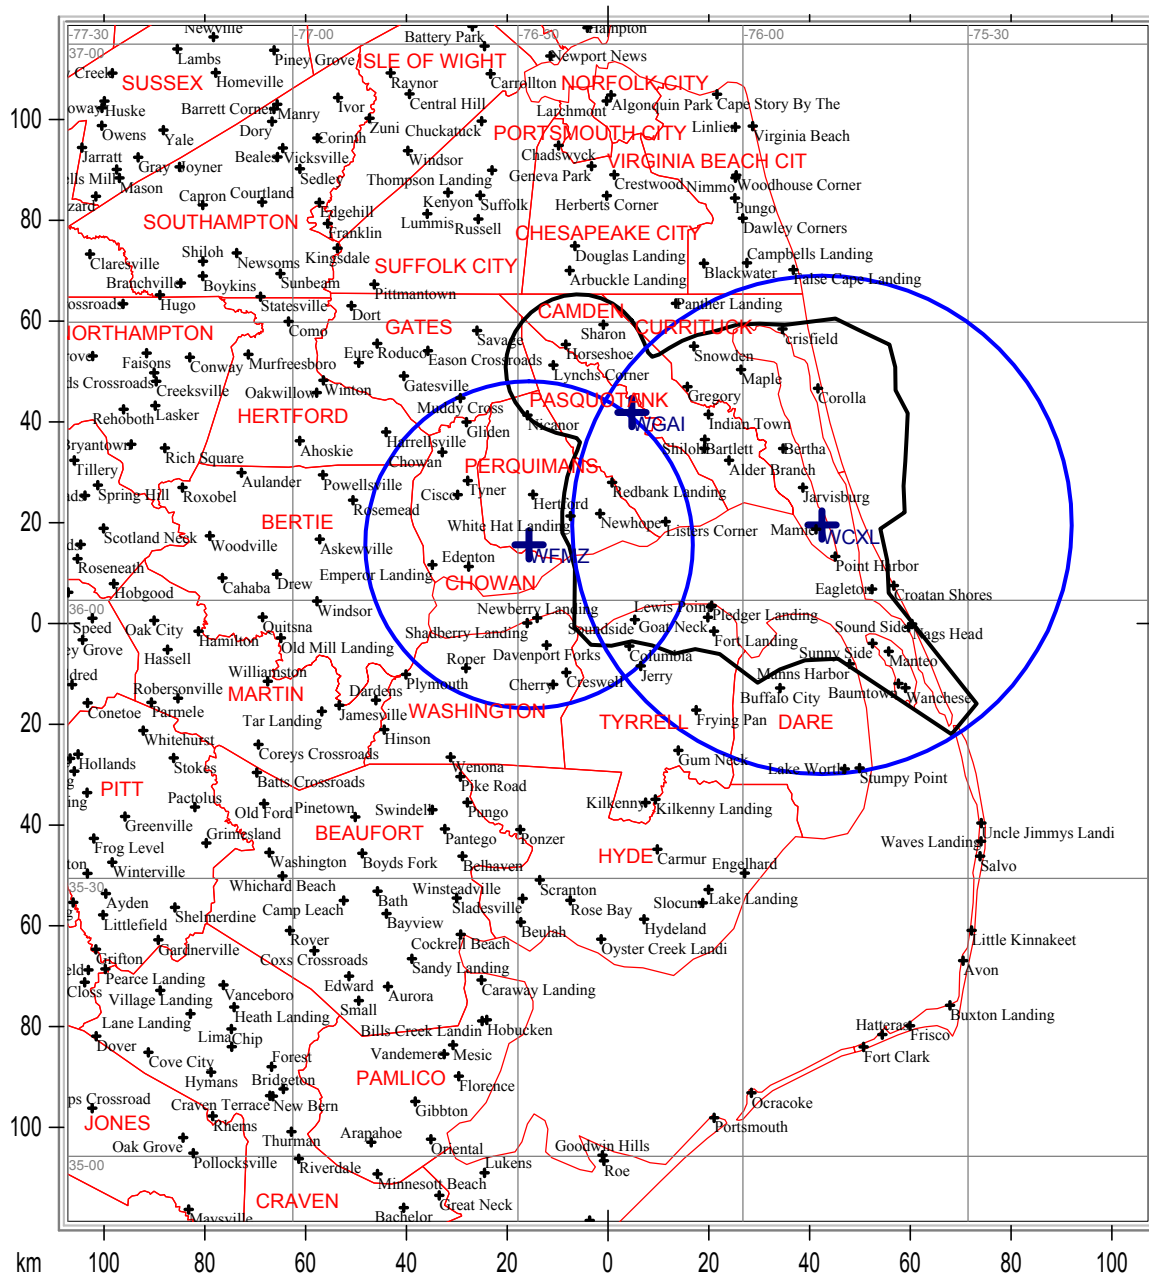 -77-30
-77-00
-76-30
-76-00
-75-30
37-00
Newville
Battery Park
Hampton
Lambs
Piney Grove
ISLE OF WIGHT
Newport News
Creek
SUSSEX
Homeville
Raynor
Carrollton
NORFOLK CITY
Huske
Barrett Corner
Manry
Ivor
Central Hill
Larchmont
Algonquin Park
Cape Story By The
100
Owens
Yale
Dory
Corinth
Zuni
Chuckatuck
PORTSMOUTH CITY
Linlier
Virginia Beach
Jarratt
Gray
Joyner
Beales
Vicksville
Windsor
Chadswyck
VIRGINIA BEACH CIT
Mason
Sedley
Thompson Landing
Geneva Park
Crestwood
Nimmo
Woodhouse Corner
Capron
Courtland
Edgehill
Kenyon
Suffolk
Herberts Corner
Pungo
80
SOUTHAMPTON
Franklin
Lummis
Russell
CHESAPEAKE CITY
Dawley Corners
Claresville
Shiloh
Newsoms
Kingsdale
SUFFOLK CITY
Douglas Landing
Campbells Landing
Branchville
Boykins
Sunbeam
Pittmantown
Arbuckle Landing
Blackwater
False Cape Landing
ossroads
Hugo
Statesville
Dort
CAMDEN
Panther Landing
60
NORTHAMPTON
Como
GATES
Savage
Sharon
CURRITUCK
Crisfield
Faisons
Conway
Murfreesboro
Eure
Roduco
Eason Crossroads
Horseshoe
Snowden
ds Crossroads
Creeksville
Oakwillow
Winton
Gatesville
Lynchs Corner
Maple
Rehoboth
Lasker
HERTFORD
Muddy Cross
PASQUOTANK
Gregory
Corolla
40
Bryantown
Rich Square
Ahoskie
Harrellsville
Gliden
Nicanor
WGAI
Indian Town
Tillery
Chowan
PERQUIMANS
Shiloh
Bartlett
Bertha
Spring Hill
Roxobel
Aulander
Powellsville
Cisco
Tyner
Redbank Landing
Alder Branch
Rosemead
Hertford
Jarvisburg
20
Scotland Neck
Woodville
BERTIE
Askewville
White Hat Landing
Newhope
Listers Corner
Mamie
WCXL
Roseneath
Cahaba
Drew
Emperor Landing
Edenton
WFMZ
Point Harbor
Hobgood
CHOWAN
Eagleton
Croatan Shores
36-00
Windsor
Newberry Landing
Lewis Point
Pledger Landing
0
Speed
Oak City
Hamilton
Quitsna
Shadberry Landing
Soundside
Goat Neck
Fort Landing
Sound Side
Nags Head
Hassell
Old Mill Landing
Davenport Forks
Columbia
Sunny Side
Manteo
Williamston
Roper
Jerry
Manns Harbor
Robersonville
MARTIN
Dardens
Plymouth
Cherry
Creswell
Buffalo City
Baumtown
Wanchese
Conetoe
Parmele
Tar Landing
Jamesville
WASHINGTON
TYRRELL
Frying Pan
DARE
20
Whitehurst
Hinson
Hollands
Stokes
Coreys Crossroads
Wenona
Gum Neck
PITT
Batts Crossroads
Pike Road
Lake Worth
Stumpy Point
Pactolus
Old Ford
Pinetown
Swindell
Pungo
Kilkenny
Kilkenny Landing
40
Greenville
Grimesland
BEAUFORT
Pantego
Ponzer
Waves Landing
Uncle Jimmys Landi
Frog Level
Washington
Boyds Fork
Belhaven
HYDE
Carmur
Engelhard
Salvo
Winterville
35-30
Whichard Beach
Winsteadville
Scranton
Ayden
Camp Leach
Bath
Sladesville
Rose Bay
Slocum
Lake Landing
60
Littlefield
Shelmerdine
Bayview
Beulah
Hydeland
Gardnerville
Rover
Cockrell Beach
Oyster Creek Landi
Little Kinnakeet
Grifton
Coxs Crossroads
Sandy Landing
Avon
Pearce Landing
Vanceboro
Edward
Aurora
Caraway Landing
Closs
Village Landing
Heath Landing
Small
Buxton Landing
80
Lane Landing
Lima
Chip
Bills Creek Landin
Hobucken
Hatteras
Frisco
Dover
Cove City
Forest
Vandemere
Mesic
Fort Clark
Hymans
Bridgeton
PAMLICO
Florence
ps Crossroad
Craven Terrace
New Bern
Gibbton
Ocracoke
100
JONES
Rhems
Thurman
Arapahoe
Oriental
Portsmouth
Oak Grove
Goodwin Hills
35-00
Pollocksville
Riverdale
Lukens
Roe
Minnesott Beach
CRAVEN
Great Neck
Maysville
Bachelor
km
100
80
60
40
20
0
20
40
60
80
100